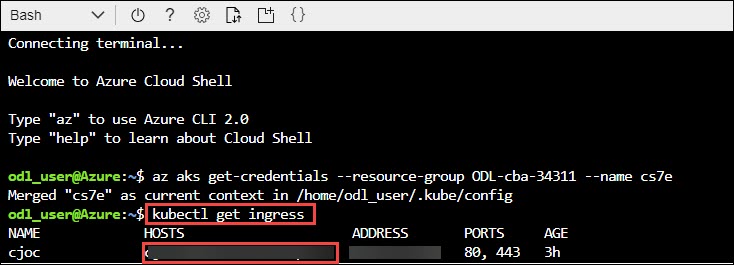 Bash
Connecting terminal...
Welcome to Azure Cloud Shell
Type "az" to use Azure CLI 2.0
Type "help" to learn about Cloud Shell
odl_user@Azure:~$ az aks get-credentials --resource-group ODL-cba-34311 --name cs7e
Merged "cs7e" as current context in /home/odl_user/.kube/config
odl_user@Azure:~$ kubectl get ingress
NAME HOSTS ADDRESS PORTS AGE
cjoc 80, 443 3h